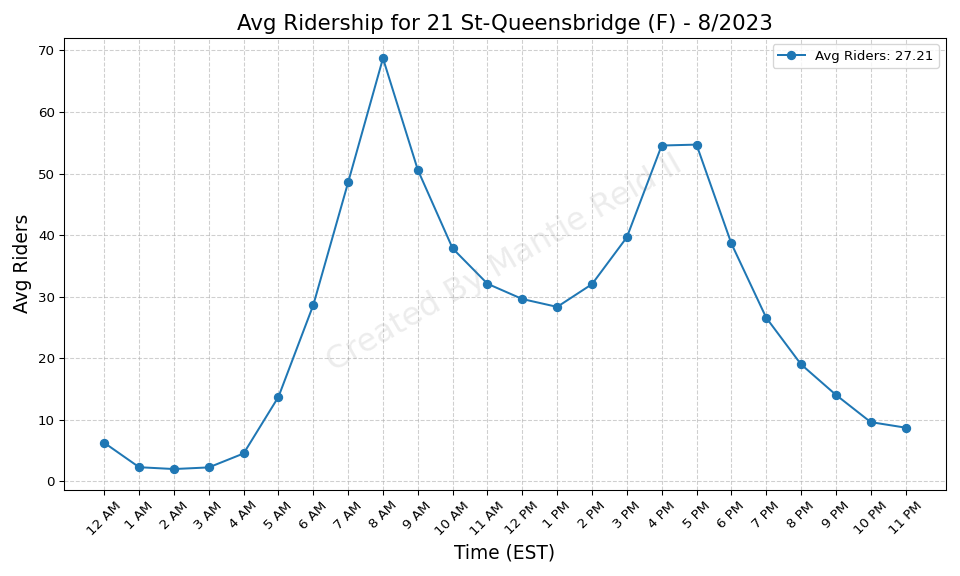 Avg Ridership for 21 St-Queensbridge (F) - 8/2023
Avg Riders: 27.21
70
60
50
40
30
20
10
0
Avg Riders
Created By Mantie Reid II
12 AM
1 AM
2 AM
3 AM
4 AM
5 AM
6 AM
7 AM
8 AM
9 AM
10 AM
11 AM
12 PM
1 PM
2 PM
3 PM
4 PM
5 PM
6 PM
7 PM
8 PM
9 PM
10 PM
11 PM
Time (EST)